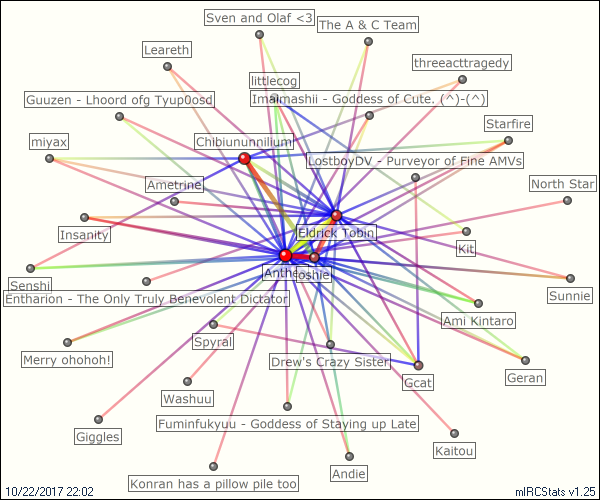 Sven and Olaf <3
The A & C Team
Leareth
threeacttragedy
littlecog
Guuzen - Lhoord ofg Tyup0osd
Imaimashii - Goddess of Cute. (^)-(^)
Starfire
miyax
Chibiununnilium
LostboyDV - Purveyor of Fine AMVs
Ametrine
North Star
Insanity
Eldrick Tobin
Kit
Senshi
Anthe
oshie
Sunnie
Entharion - The Only Truly Benevolent Dictator
Ami Kintaro
Merry ohohoh!
Spyral
Drew's Crazy Sister
Geran
Gcat
Washuu
Fuminfukyuu - Goddess of Staying up Late
Giggles
Kaitou
Andie
Konran has a pillow pile too
10/22/2017 22:02
mIRCStats v1.25